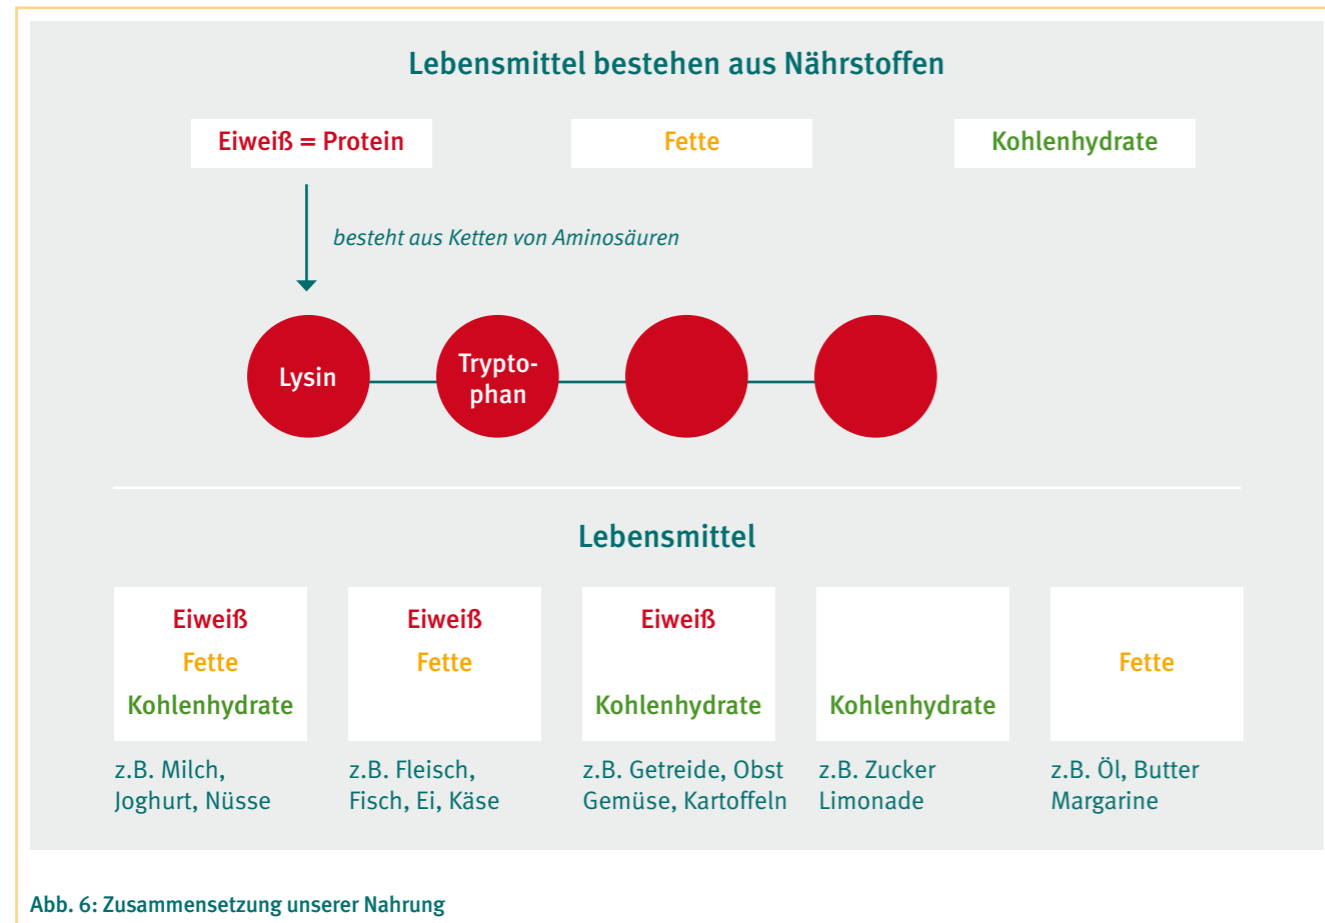 Lebensmittel bestehen aus Nährstoffen
Eiweiß = Protein
Fette
Kohlenhydrate
besteht aus Ketten von Aminosäuren
Lysin
Trypto-
phan
Lebensmittel
Eiweiß
Fette
Kohlenhydrate
z.B. Milch,
Joghurt, Nüsse
Eiweiß
Fette
z.B. Fleisch,
Fisch, Ei, Käse
Eiweiß
Kohlenhydrate
z.B. Getreide, Obst
Gemüse, Kartoffeln
Kohlenhydrate
z.B. Zucker
Limonade
Fette
z.B. Öl, Butter
Margarine
Abb. 6: Zusammensetzung unserer Nahrung